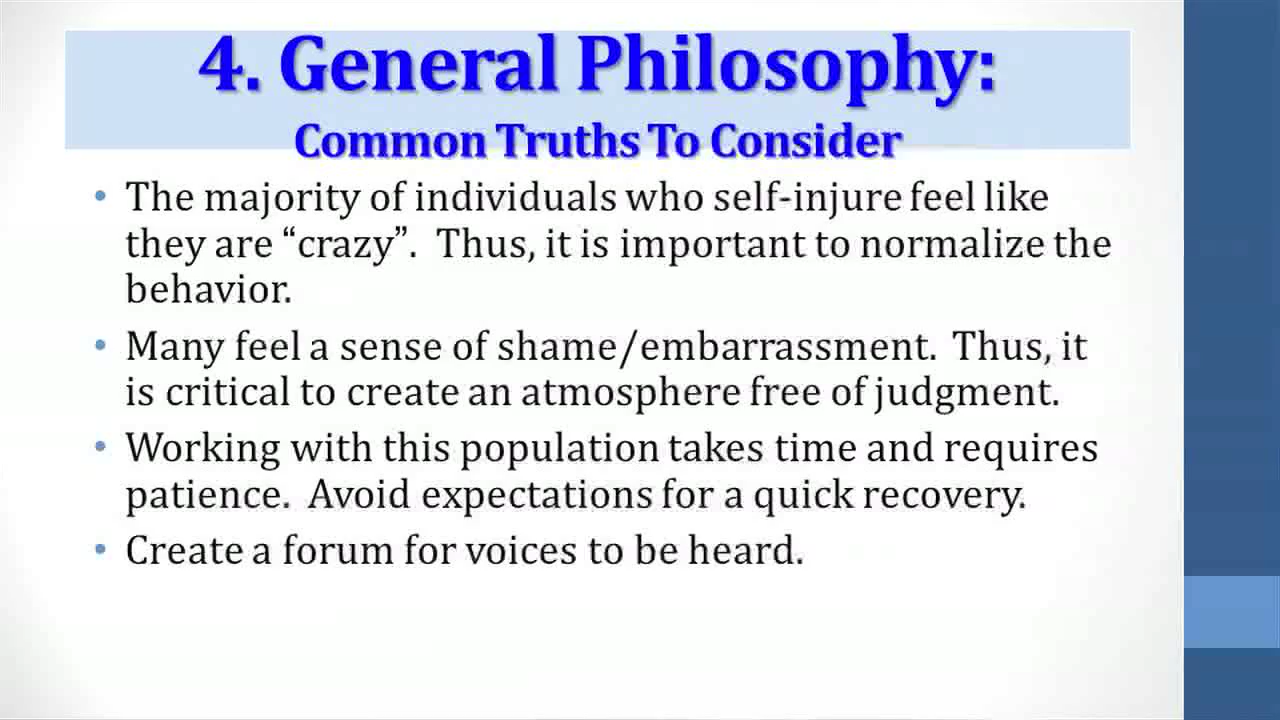 4. General Philosophy:
Common Truths To Consider
• The majority of individuals who self-injure feel like
they are “crazy”.  Thus, it is important to normalize the
behavior.
• Many feel a sense of shame/embarrassment.  Thus, it
is critical to create an atmosphere free of judgment.
• Working with this population takes time and requires
patience.  Avoid expectations for a quick recovery.
• Create a forum for voices to be heard.